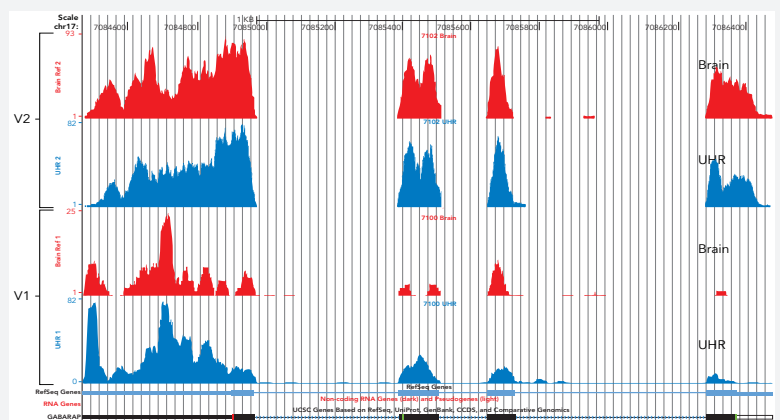 Scale
1 KB
chr17:
7084600
7084800
7085000
7085200
7085400
7085600
7085800
7086000
7086200
7086400
93
7102 Brain
Brain
Brain Ref 2
1
V2
82
7102 UHR
UHR
UHR 2
1
25
7100 Brain
Brain
Brain Ref 1
1
V1
82
7100 UHR
UHR
UHR 1
0
RefSeq Genes
RefSeq Genes
Non-coding RNA Genes (dark) and Pseudogenes (light)
RNA Genes
UCSC Genes Based on RefSeq, UniProt, GenBank, CCDS, and Comparative Genomics
GABARAP